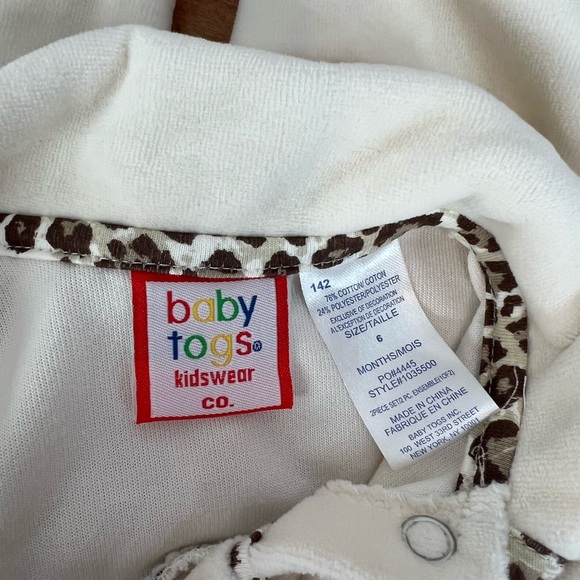 baby
togs®
kidswear
co.
142
76% COTTON/COTON
24% POLYESTER/POLYESTER
EXCLUSIVE OF DECORATION
A L'EXCEPTION DE DECORATION
SIZE/TAILLE
6
MONTHS/MOIS
PO#4445
STYLE#1035500
2PIECE SET/2 PC. ENSEMBLE(1OF2)
MADE IN CHINA
FABRIQUE EN CHINE
BABY TOGS INC.
100 WEST 33RD STREET
NEW YORK, NY